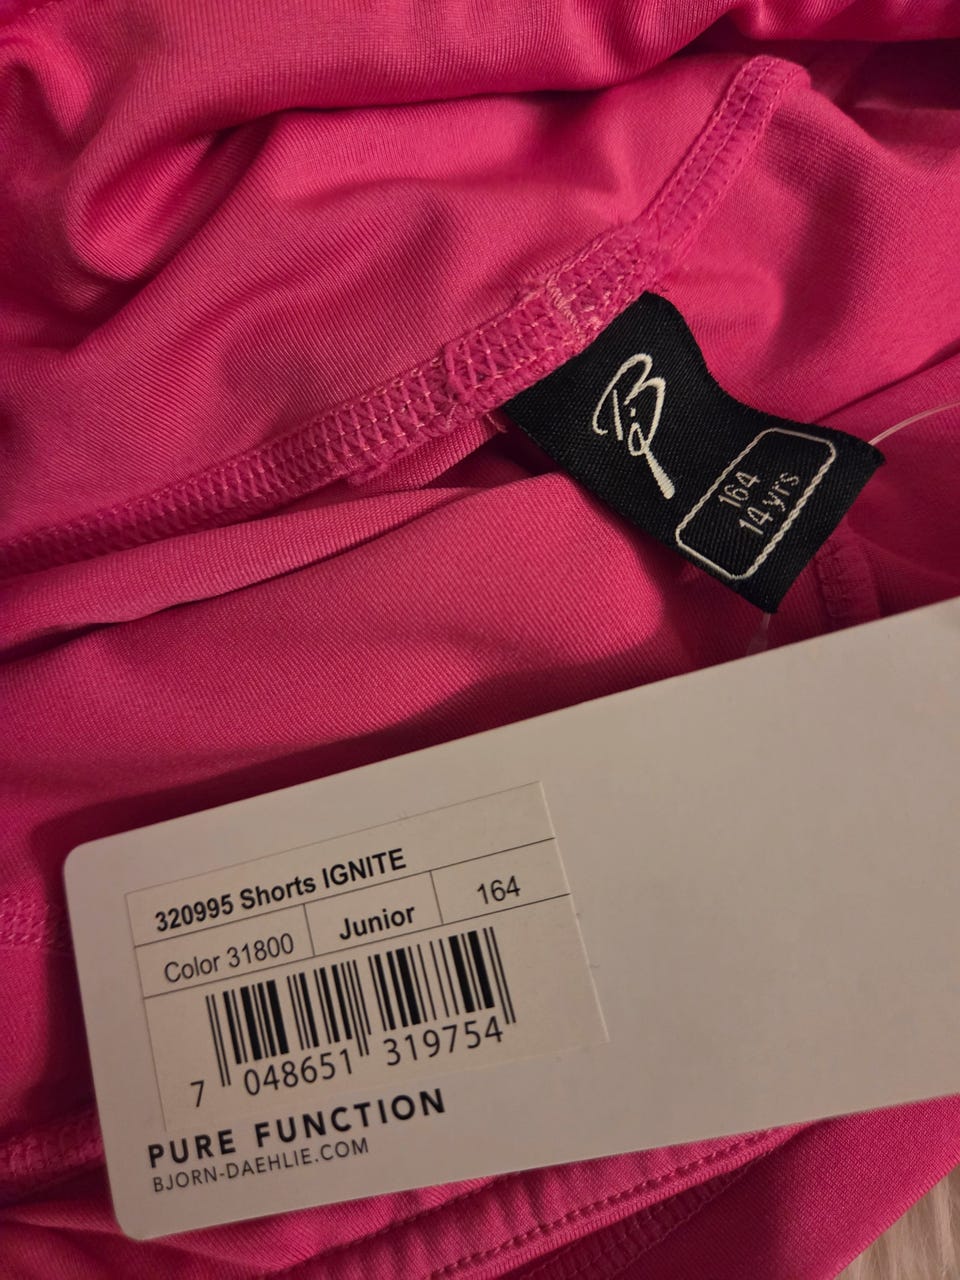 164
14 yrs
320995 Shorts IGNITE
Color 31800
Junior
164
7 048651 319754
PURE FUNCTION
BJORN-DAEHLIE.COM